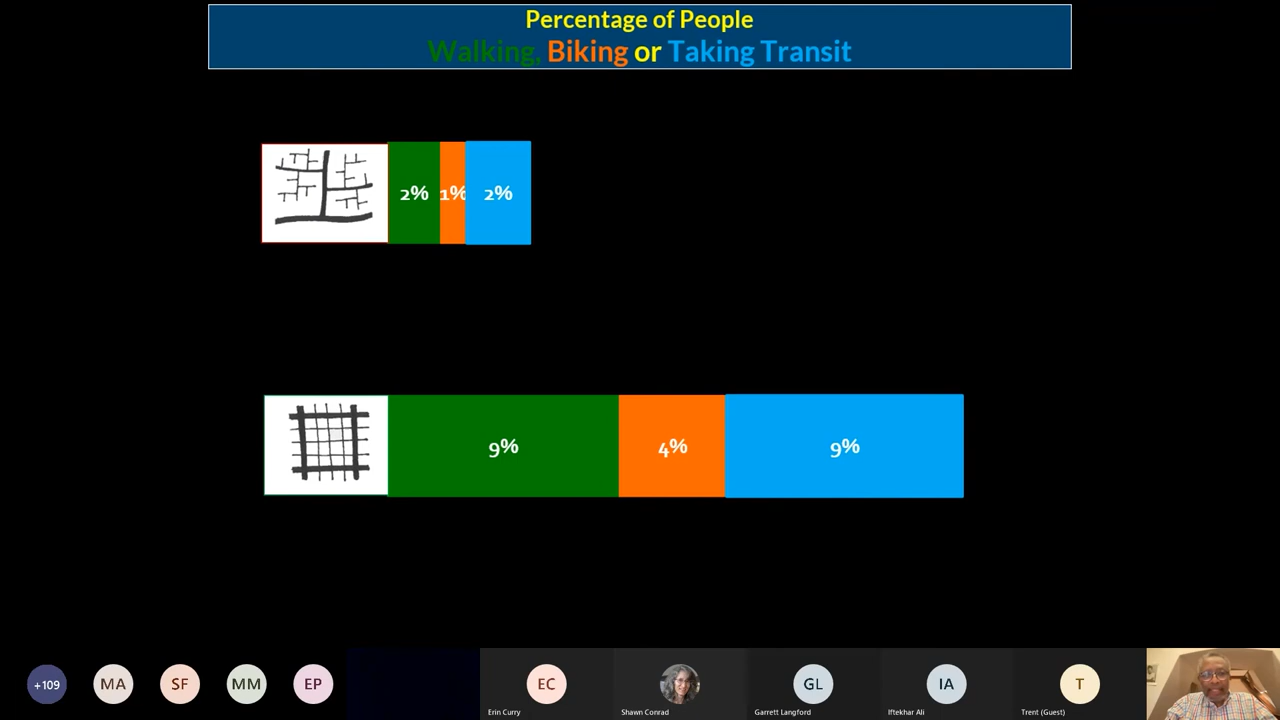 Percentage of People
Walking, Biking or Taking Transit
2% 1% 2%
9% 4% 9%
+109 MA SF MM EP EC GL IA T
Erin Curry Shawn Conrad Garrett Langford Iftekhar Ali Trent (Guest)